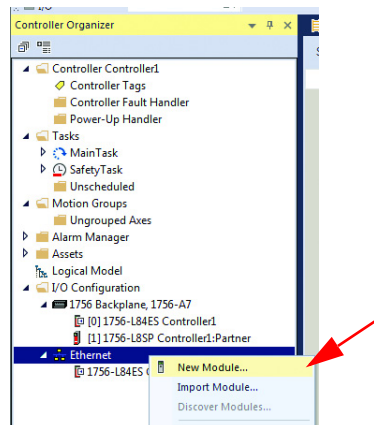 Controller Organizer
Controller Controller1
Controller Tags
Controller Fault Handler
Power-Up Handler
Tasks
MainTask
SafetyTask
Unscheduled
Motion Groups
Ungrouped Axes
Alarm Manager
Assets
Logical Model
I/O Configuration
1756 Backplane, 1756-A7
[0] 1756-L84ES Controller1
[1] 1756-L8SP Controller1:Partner
Ethernet
New Module...
1756-L84ES
Import Module...
Discover Modules...